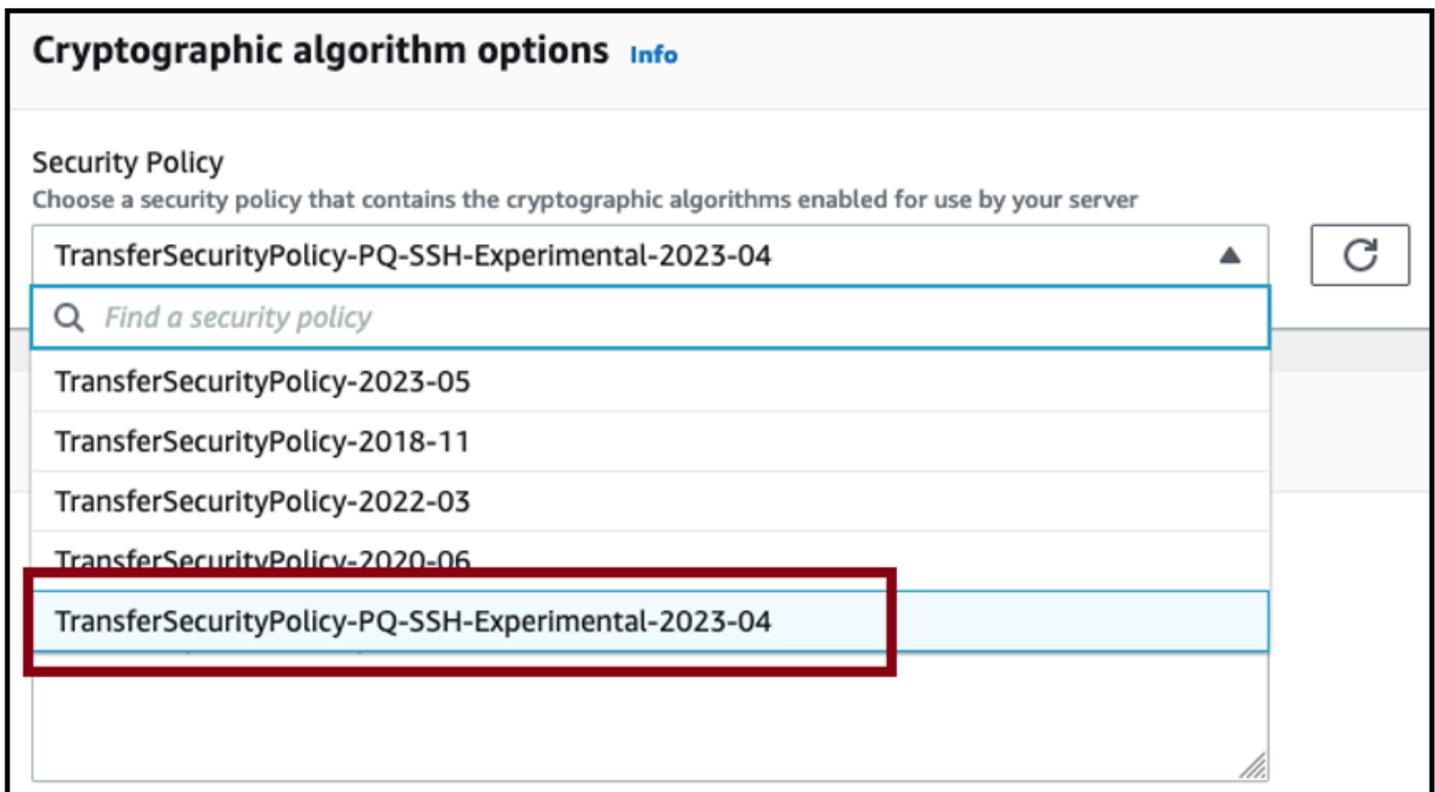 Cryptographic algorithm options Info
Security Policy
Choose a security policy that contains the cryptographic algorithms enabled for use by your server
TransferSecurityPolicy-PQ-SSH-Experimental-2023-04
Find a security policy
TransferSecurityPolicy-2023-05
TransferSecurityPolicy-2018-11
TransferSecurityPolicy-2022-03
TransferSecurityPolicy-2020-06
TransferSecurityPolicy-PQ-SSH-Experimental-2023-04